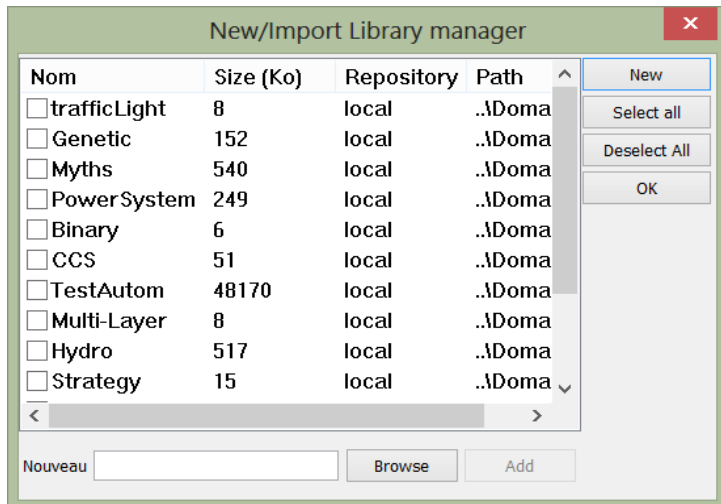 New/Import Library manager
x
Nom Size (Ko) Repository Path New
trafficLight 8 local ..\Doma Select all
Genetic 152 local ..\Doma Deselect All
Myths 540 local ..\Doma
PowerSystem 249 local ..\Doma OK
Binary 6 local ..\Doma
CCS 51 local ..\Doma
TestAutom 48170 local ..\Doma
Multi-Layer 8 local ..\Doma
Hydro 517 local ..\Doma
Strategy 15 local ..\Doma
Nouveau Browse Add